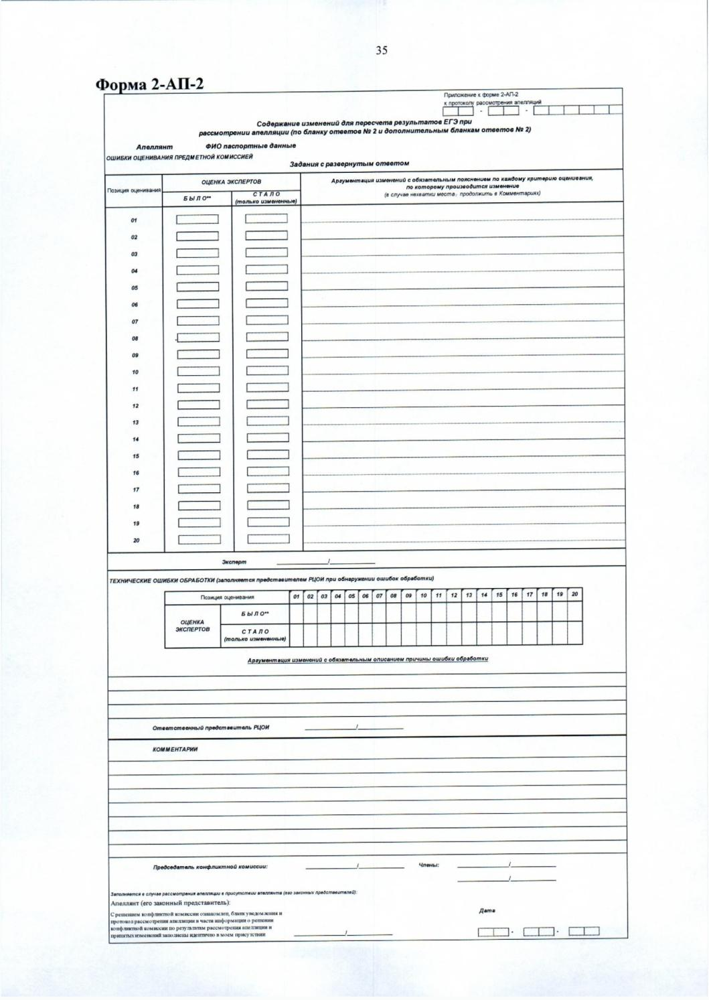 35
Форма 2-АП-2
Приложение к форме 2-АП-2
к протоколу рассмотрения апелляций
- -
Содержание изменений для пересчета результатов ЕГЭ при
рассмотрении апелляции (по бланку ответов № 2 и дополнительным бланкам ответов № 2)
Апеллянт ФИО паспортные данные
ОШИБКИ ОЦЕНИВАНИЯ ПРЕДМЕТНОЙ КОМИССИЕЙ
Задания с развернутым ответом
Позиция оценивания
ОЦЕНКА ЭКСПЕРТОВ
БЫЛО**
СТАЛО
(только измененные)
Аргументация изменений с обязательным пояснением по каждому критерию оценивания,
по которому производится изменение
(в случае нехватки места, продолжить в Комментариях)
01
02
03
04
05
06
07
08
09
10
11
12
13
14
15
16
17
18
19
20
Эксперт /
ТЕХНИЧЕСКИЕ ОШИБКИ ОБРАБОТКИ (заполняется представителем РЦОИ при обнаружении ошибок обработки)
Позиция оценивания 01 02 03 04 05 06 07 08 09 10 11 12 13 14 15 16 17 18 19 20
ОЦЕНКА
ЭКСПЕРТОВ
БЫЛО**
СТАЛО
(только измененные)
Аргументация изменений с обязательным описанием причины ошибки обработки
Ответственный представитель РЦОИ /
КОММЕНТАРИИ
Председатель конфликтной комиссии: / Члены: /
/
Заполняется в случае рассмотрения апелляции в присутствии апеллянта (его законных представителей):
Апеллянт (его законный представитель):
С решением конфликтной комиссии ознакомлен, бланк уведомления и
протокол рассмотрения апелляции в части информации о решении
конфликтной комиссии по результатам рассмотрения апелляции и
принятых изменений заполнены идентично в моем присутствии /
Дата
. .